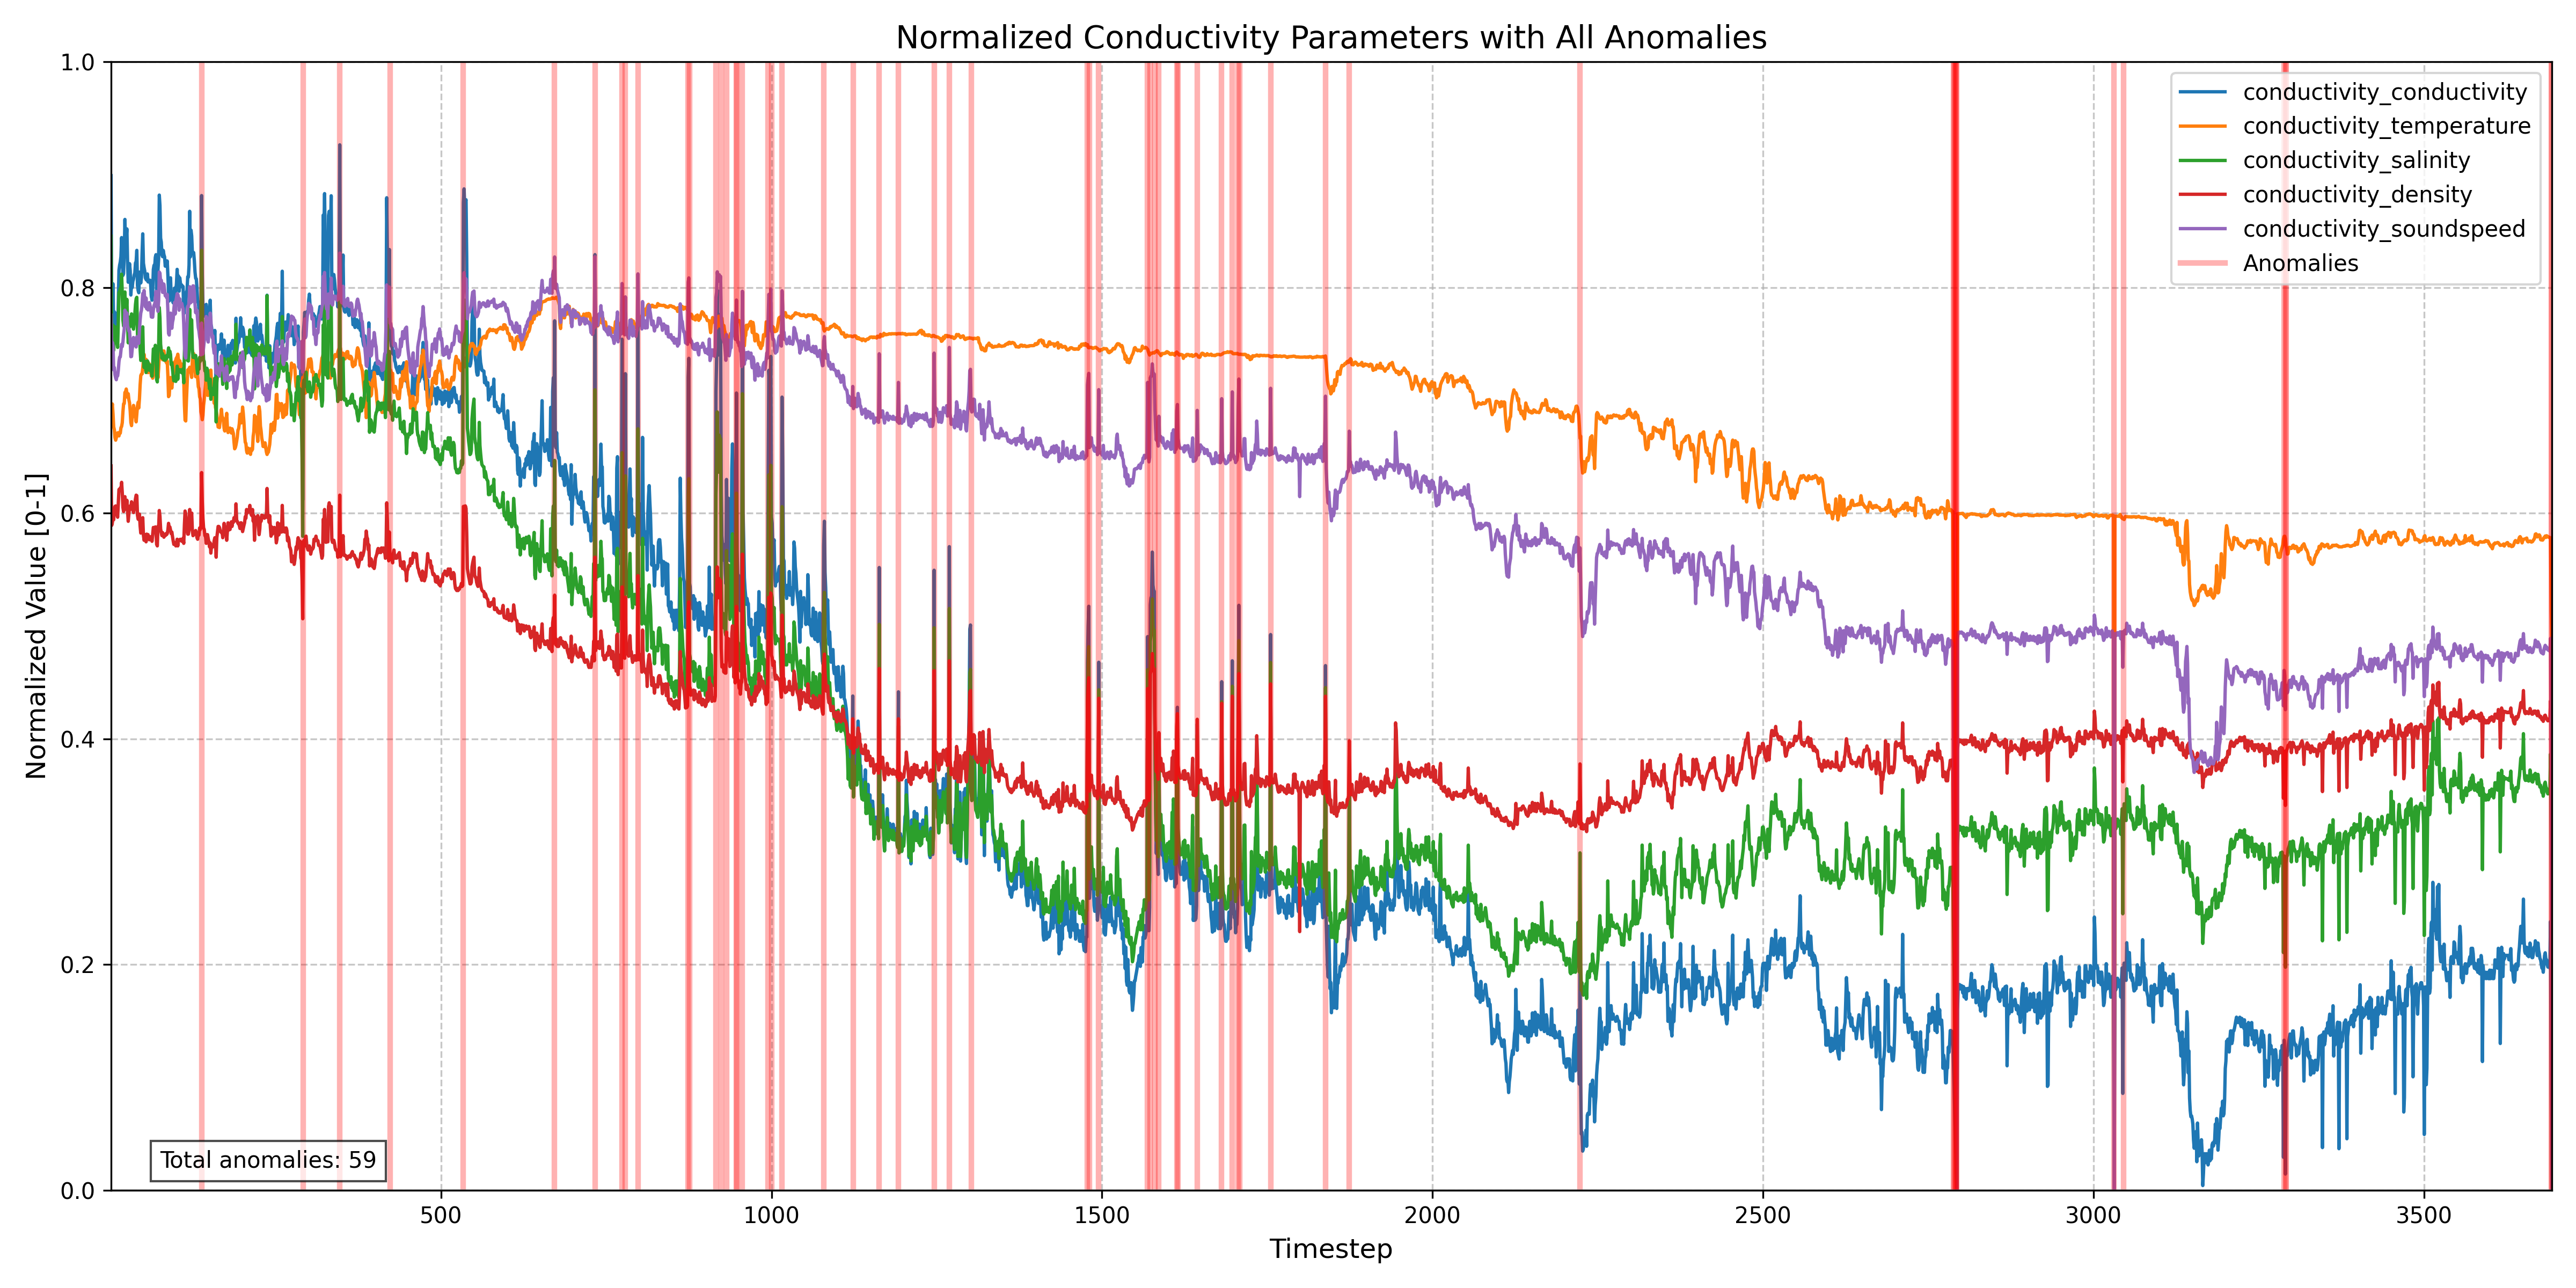 Normalized Conductivity Parameters with All Anomalies
Normalized Value [0-1]
1.0
0.8
0.6
0.4
0.2
0.0
conductivity_conductivity
conductivity_temperature
conductivity_salinity
conductivity_density
conductivity_soundspeed
Anomalies
Total anomalies: 59
500
1000
1500
2000
2500
3000
3500
Timestep